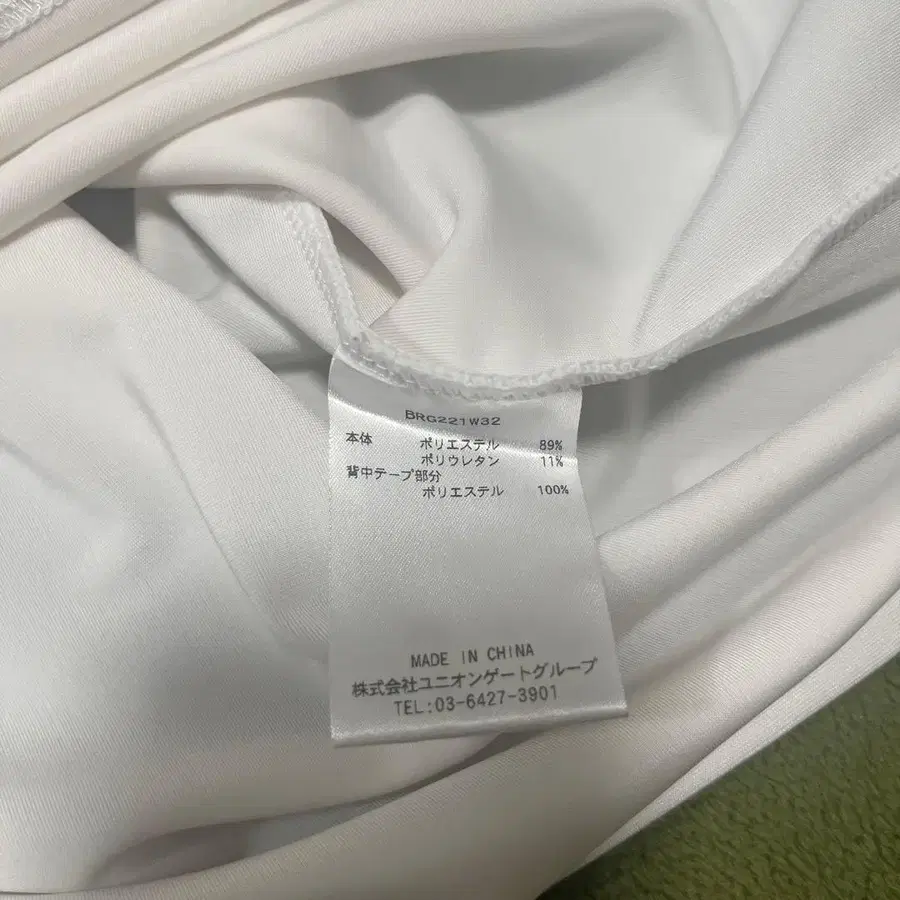 BRG221W32
本体 ポリエステル 89%
ポリウレタン 11%
背中テープ部分
ポリエステル 100%
MADE IN CHINA
株式会社ユニオンゲートグループ
TEL:03-6427-3901